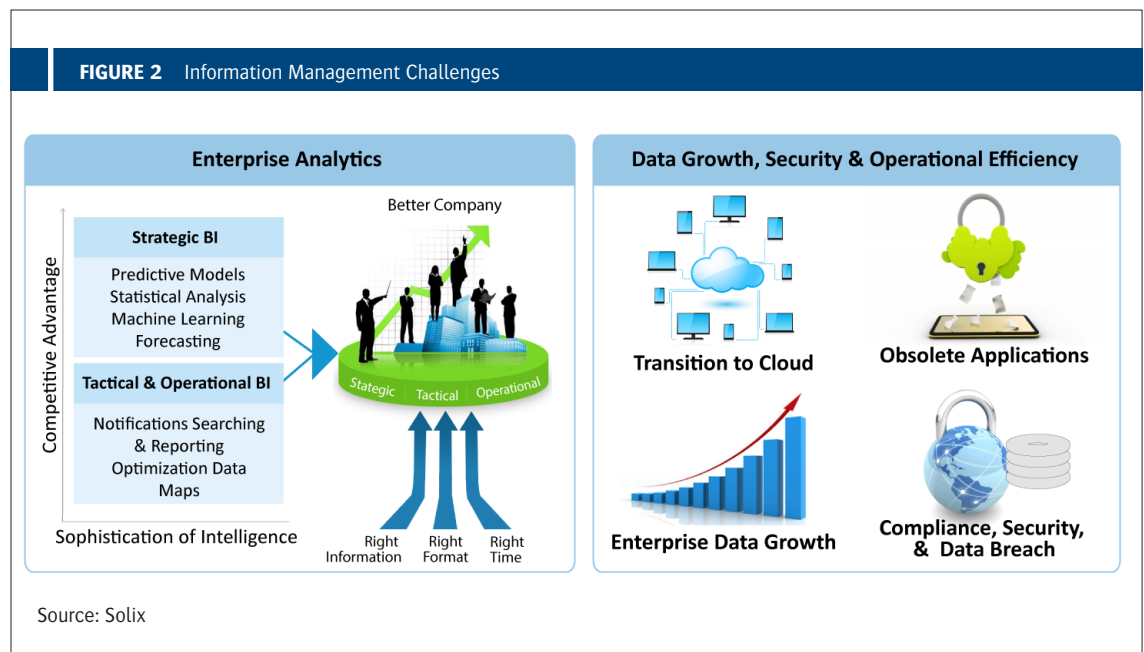 FIGURE 2 Information Management Challenges
Enterprise Analytics
Competitive Advantage
Strategic BI
Predictive Models
Statistical Analysis
Machine Learning
Forecasting
Tactical & Operational BI
Notifications Searching
& Reporting
Optimization Data
Maps
Sophistication of Intelligence
Better Company
Stategic
Tactical
Operational
Right
Information
Right
Format
Right
Time
Data Growth, Security & Operational Efficiency
Transition to Cloud
Obsolete Applications
Enterprise Data Growth
Compliance, Security,
& Data Breach
Source: Solix